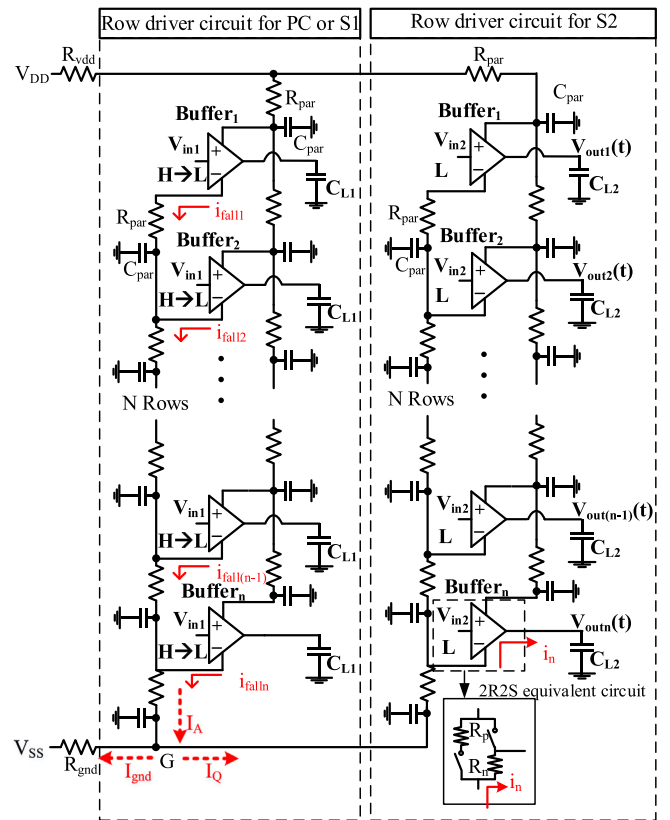 Row driver circuit for PC or S1
Row driver circuit for S2
V_DD
R_vdd
R_par
Buffer_1
C_par
V_in1
H→L
C_L1
R_par
i_fall1
C_par
Buffer_2
V_in1
H→L
C_L1
i_fall2
N Rows
V_in1
H→L
C_L1
i_fall(n-1)
Buffer_n
V_in1
H→L
C_L1
i_falln
I_A
V_SS
R_gnd
I_gnd
G
I_Q
R_par
C_par
Buffer_1
V_in2
L
V_out1(t)
C_L2
R_par
C_par
Buffer_2
V_in2
L
V_out2(t)
C_L2
N Rows
V_in2
L
V_out(n-1)(t)
C_L2
Buffer_n
V_in2
L
V_outn(t)
C_L2
i_n
2R2S equivalent circuit
R_p
R_n
i_n